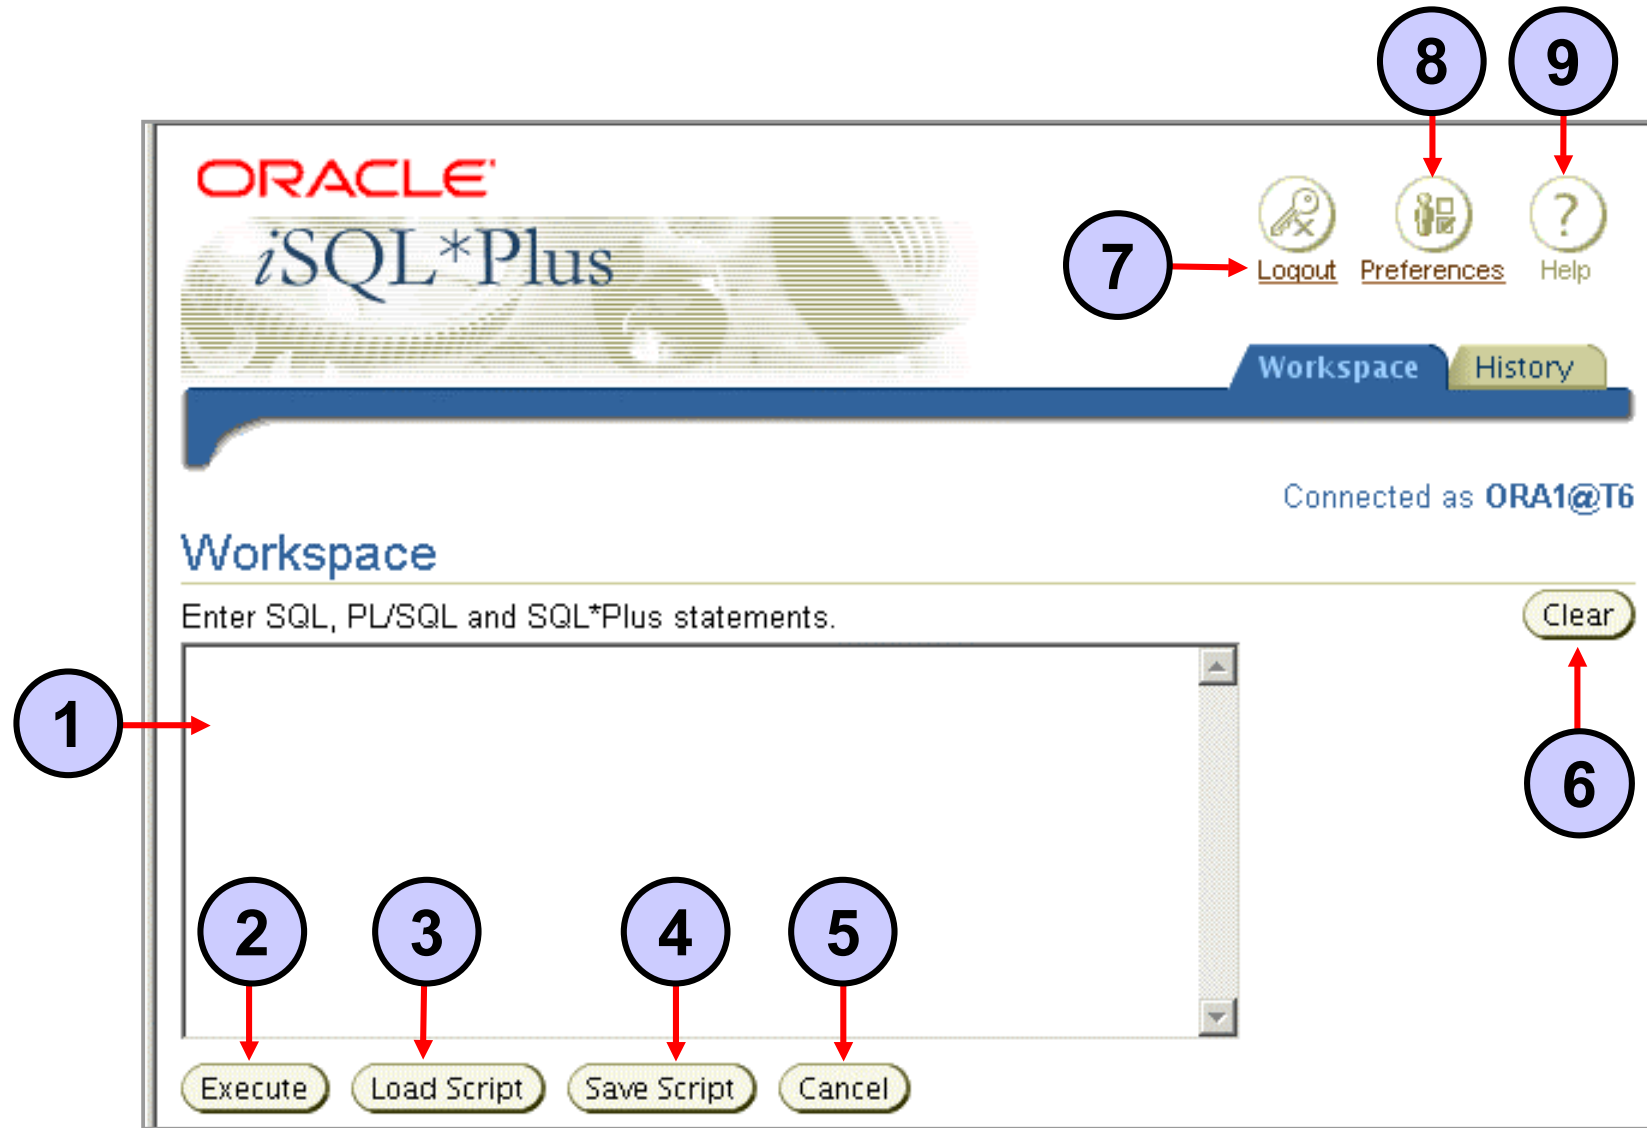 8 9
ORACLE
iSQL*Plus
7
Logout Preferences Help
Workspace History
Connected as ORA1@T6
Workspace
Enter SQL, PL/SQL and SQL*Plus statements.
Clear
1
6
2 3 4 5
Execute Load Script Save Script Cancel